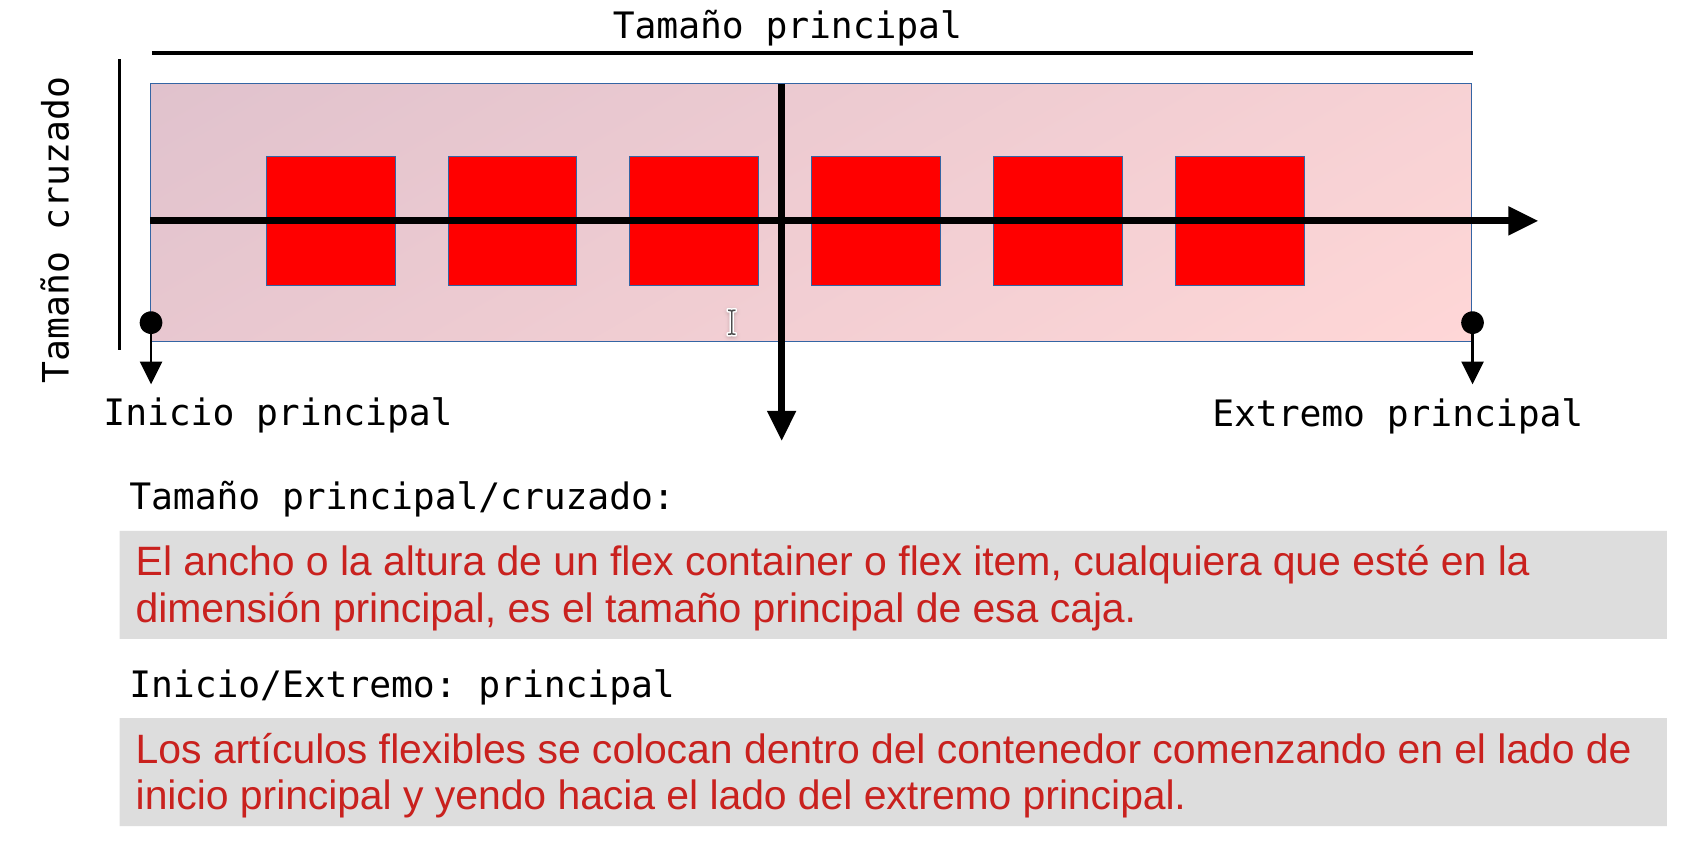 Tamaño principal
Tamaño cruzado
Inicio principal
Extremo principal
Tamaño principal/cruzado:
El ancho o la altura de un flex container o flex item, cualquiera que esté en la
dimensión principal, es el tamaño principal de esa caja.
Inicio/Extremo: principal
Los artículos flexibles se colocan dentro del contenedor comenzando en el lado de
inicio principal y yendo hacia el lado del extremo principal.